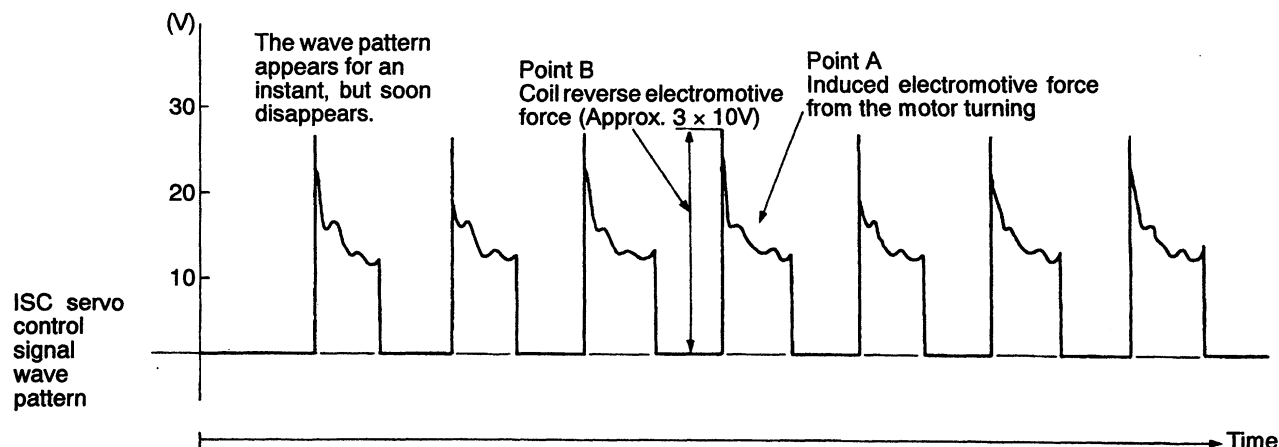 (V)
The wave pattern
appears for an
instant, but soon
disappears.
Point B
Coil reverse electromotive
force (Approx. 3 × 10V)
Point A
Induced electromotive force
from the motor turning
30
20
10
ISC servo
control
signal
wave
pattern
Time